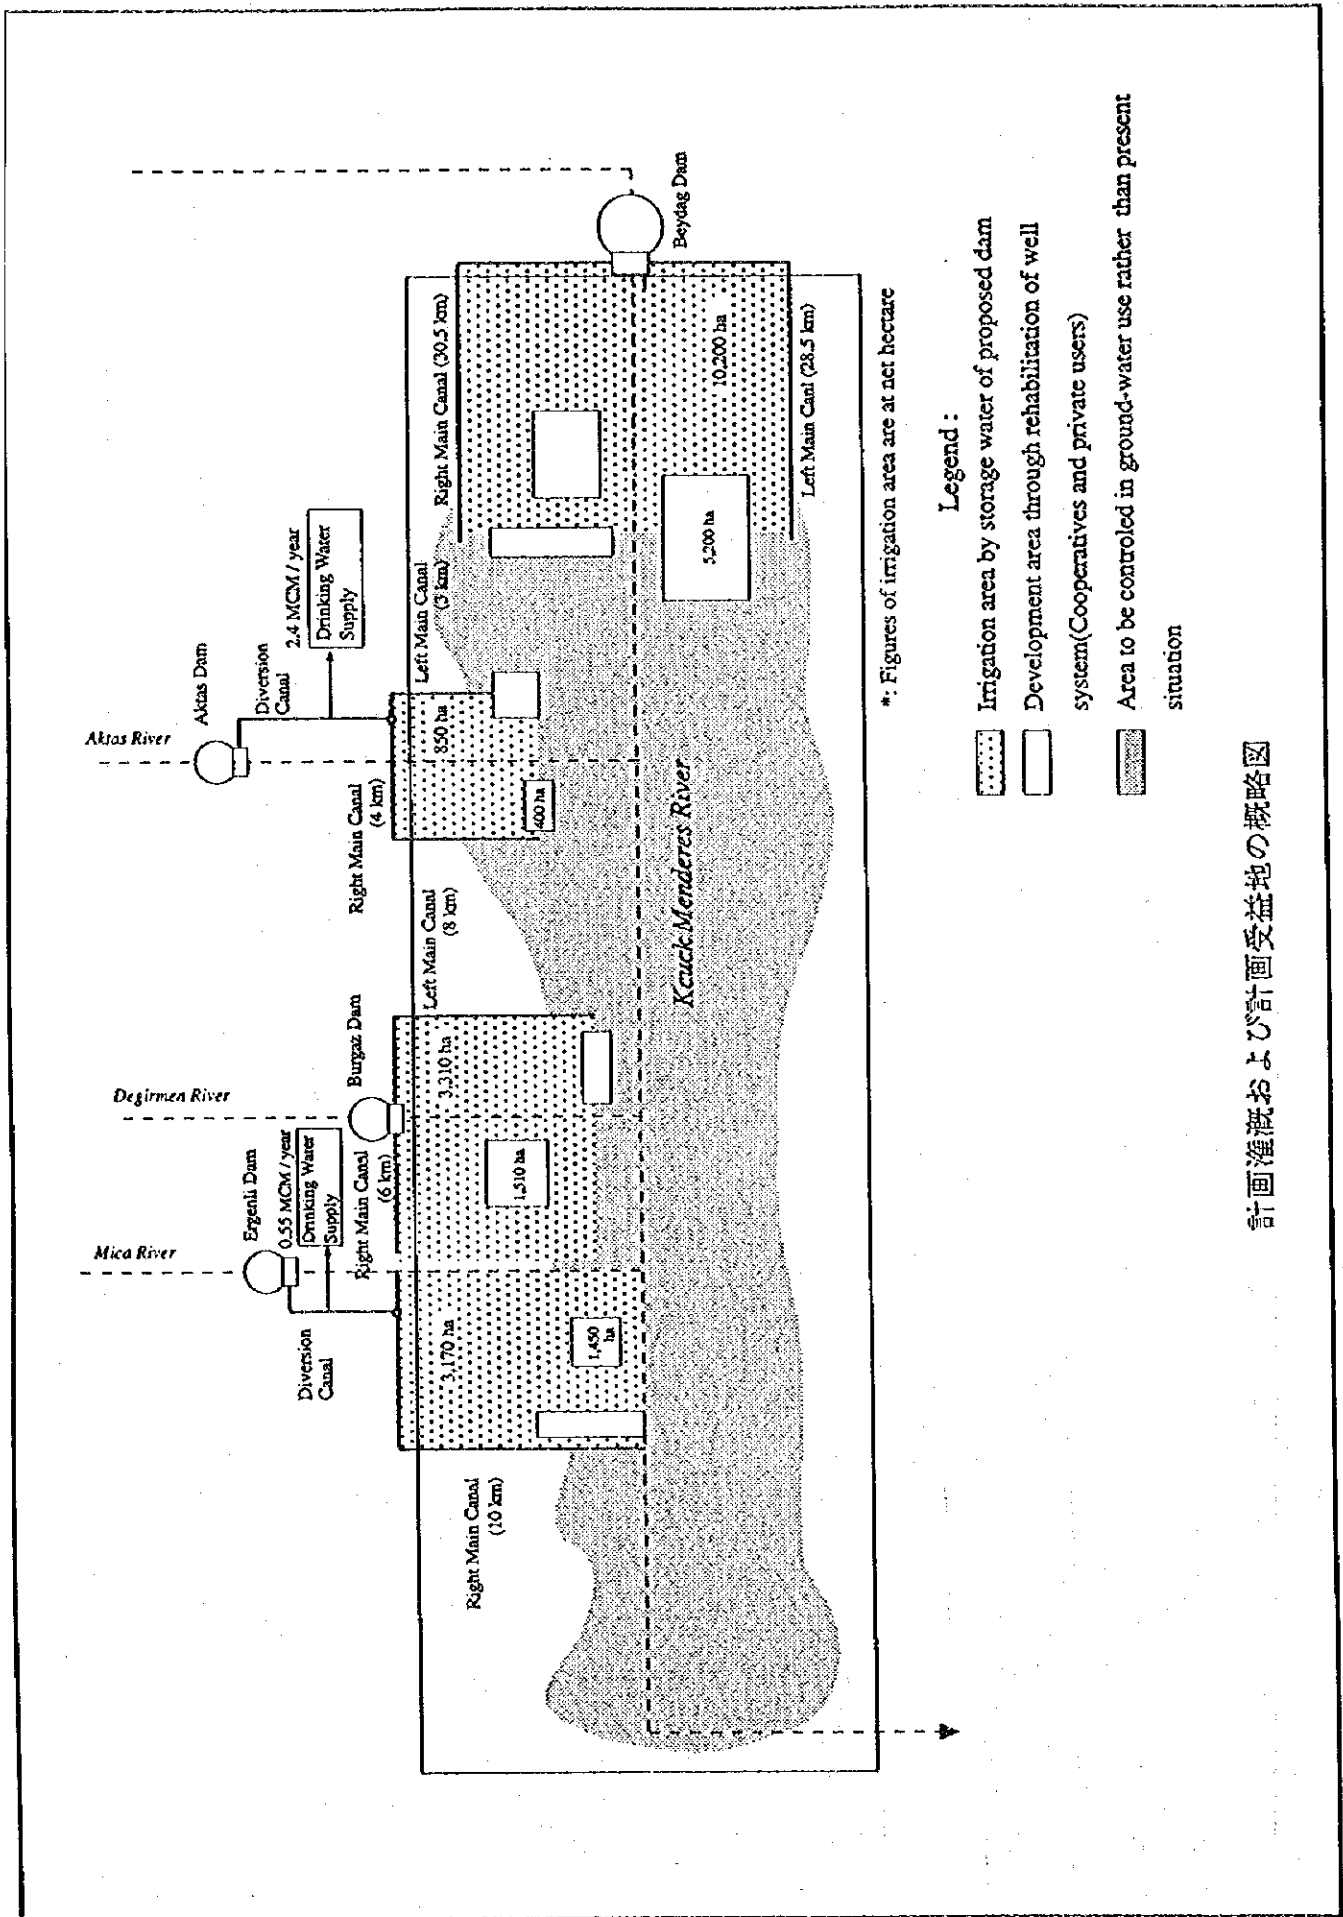 Mica River
Degirmen River
Aktas River
Ergenli Dam
0.55 MCM / year
Drinking Water
Supply
Diversion
Canal
Right Main Canal
(6 km)
Burgaz Dam
Aktas Dam
Diversion
Canal
2.4 MCM / year
Drinking Water
Supply
Right Main Canal
(10 km)
3,170 ha
1,450
ha
3,310 ha
1,510 ha
Left Main Canal
(8 km)
Right Main Canal
(4 km)
850 ha
400 ha
Left Main Canal
(3 km)
Right Main Canal (30.5 km)
Beydag Dam
10,200 ha
5,200 ha
Left Main Canl (28.5 km)
Kcuck Menderes River
*: Figures of irrigation area are at net hectare
Legend :
Irrigation area by storage water of proposed dam
Development area through rehabilitation of well
system(Cooperatives and private users)
Area to be controled in ground-water use rather than present
situation
計画灌漑および計画受益地の概略図